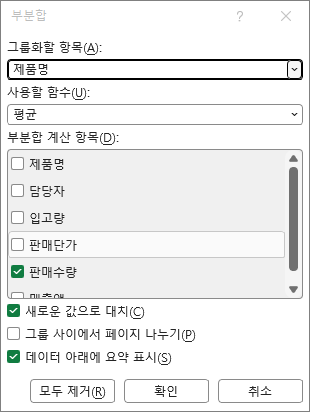 부분합
그룹화할 항목(A):
제품명
사용할 함수(U):
평균
부분합 계산 항목(D):
제품명
담당자
입고량
판매단가
판매수량
매출액
새로운 값으로 대치(C)
그룹 사이에서 페이지 나누기(P)
데이터 아래에 요약 표시(S)
모두 제거(R) 확인 취소